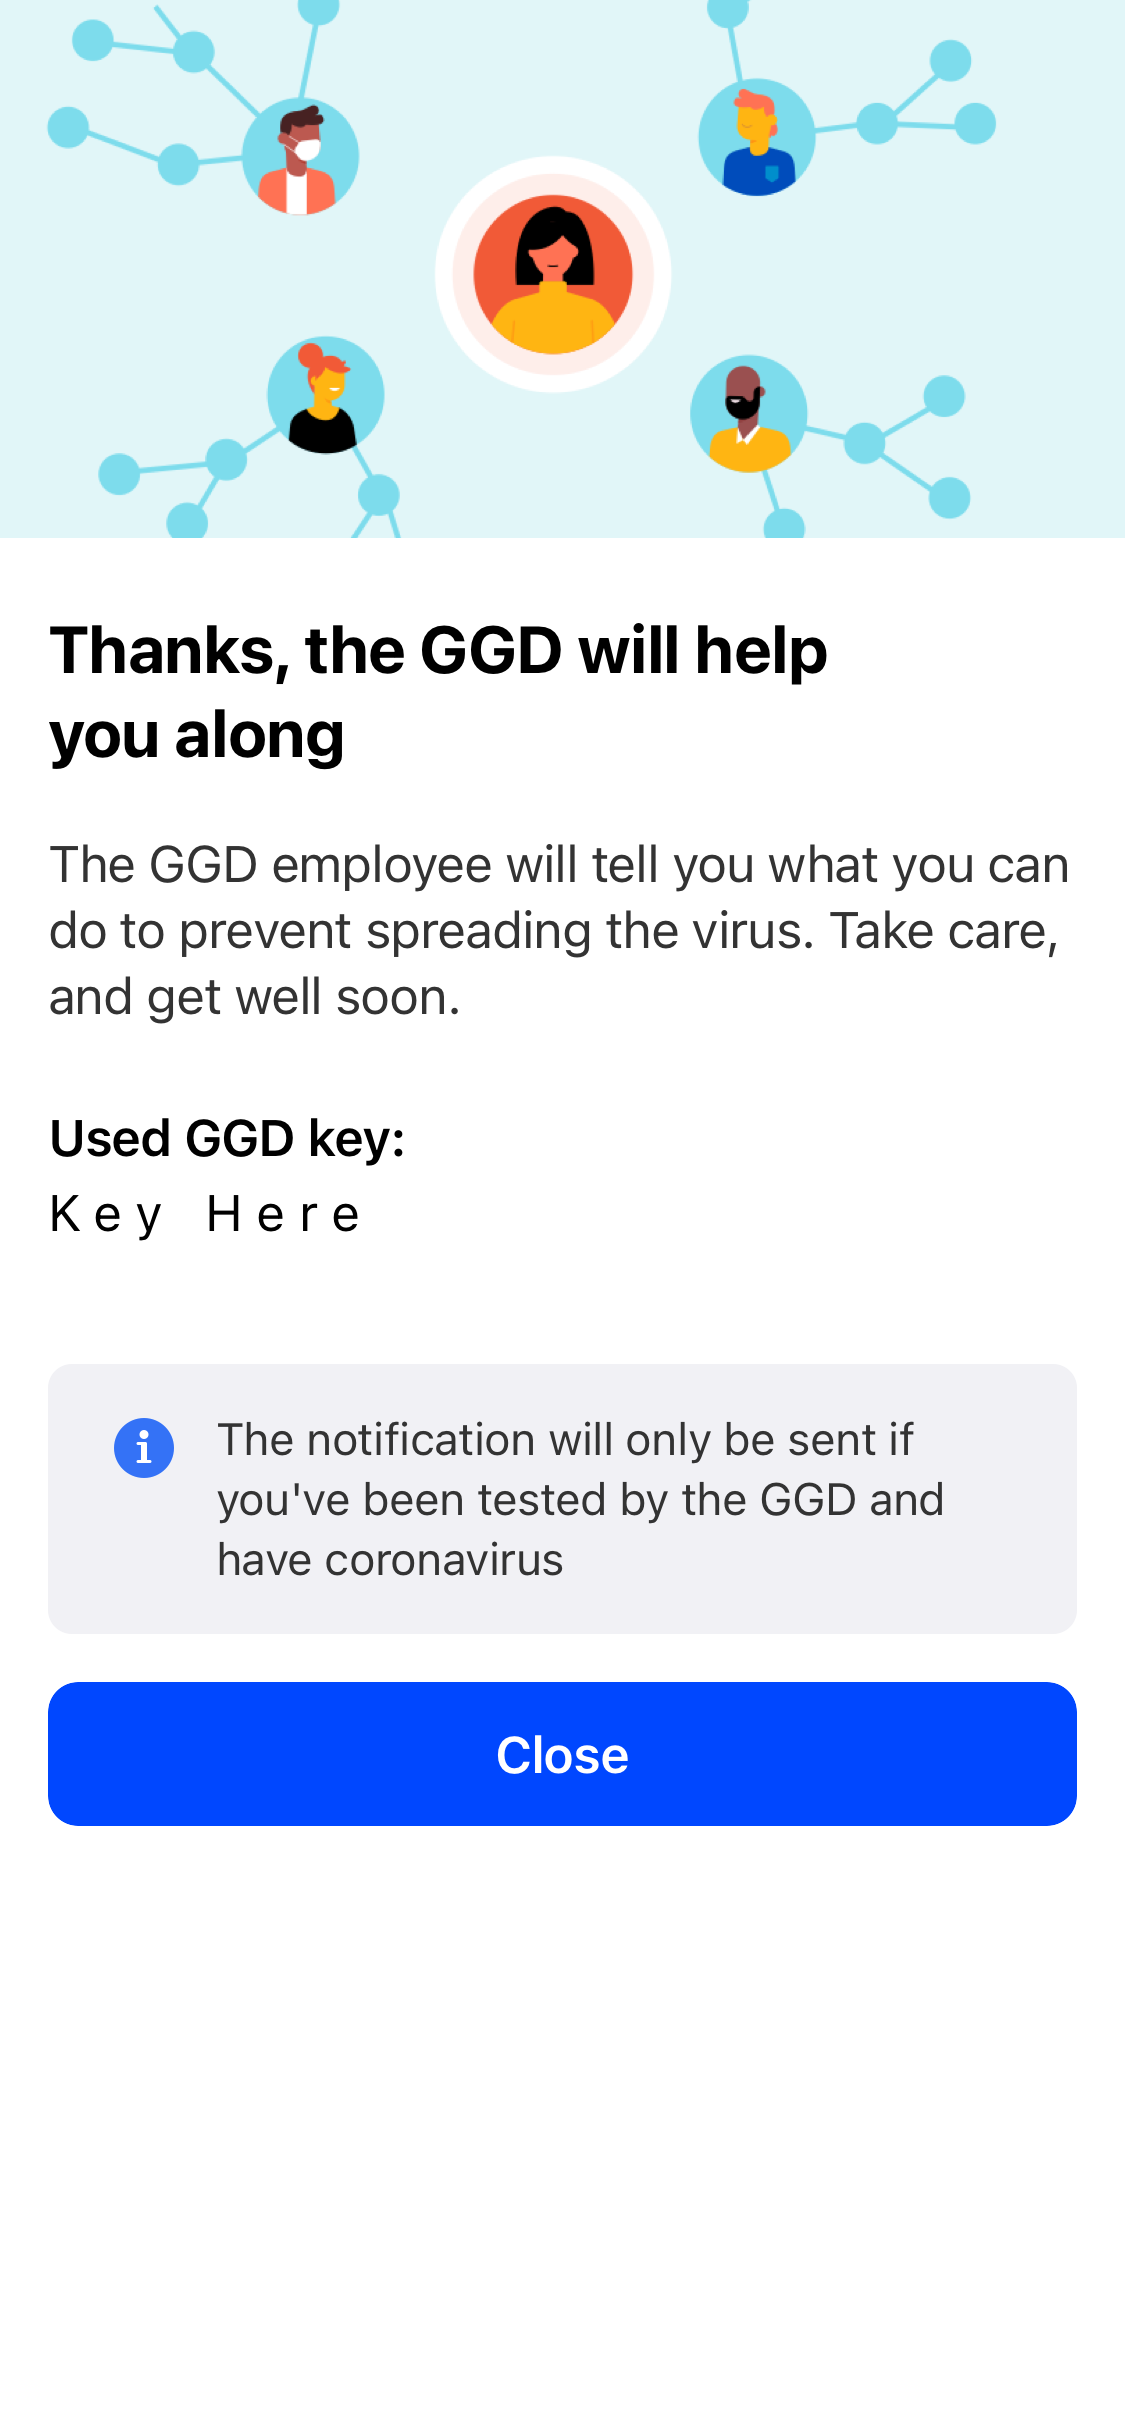 Thanks, the GGD will help
you along
The GGD employee will tell you what you can
do to prevent spreading the virus. Take care,
and get well soon.
Used GGD key:
Key Here
The notification will only be sent if
you've been tested by the GGD and
have coronavirus
Close